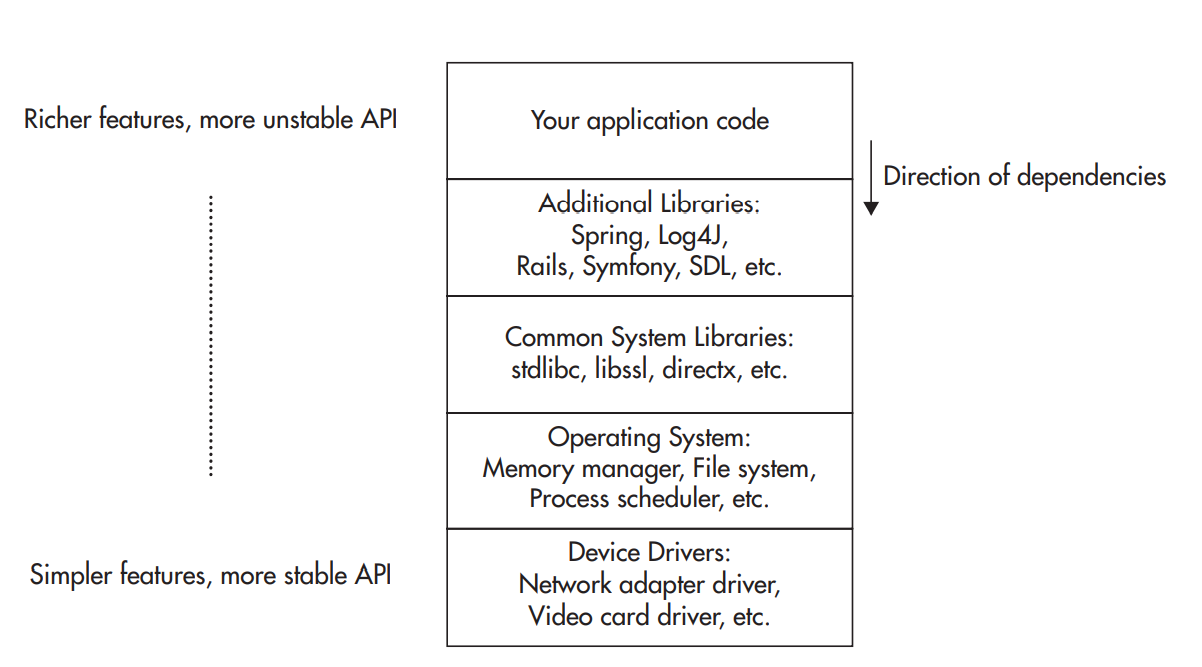 Richer features, more unstable API
Your application code
Direction of dependencies
Additional Libraries:
Spring, Log4J,
Rails, Symfony, SDL, etc.
Common System Libraries:
stdlibc, libssl, directx, etc.
Operating System:
Memory manager, File system,
Process scheduler, etc.
Simpler features, more stable API
Device Drivers:
Network adapter driver,
Video card driver, etc.